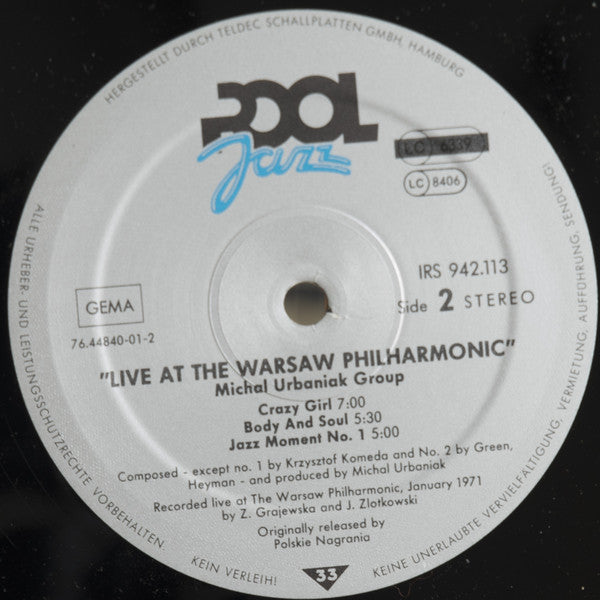 HERGESTELLT DURCH TELDEC SCHALLPLATTEN GMBH, HAMBURG
POOL
Jazz
LC 6339
LC 8406
IRS 942.113
Side 2 STEREO
GEMA
76.44840-01-2
"LIVE AT THE WARSAW PHILHARMONIC"
Michal Urbaniak Group
Crazy Girl 7:00
Body And Soul 5:30
Jazz Moment No. 1 5:00
Composed - except no. 1 by Krzysztof Komeda and No. 2 by Green,
Heyman - and produced by Michal Urbaniak
Recorded live at The Warsaw Philharmonic, January 1971
by Z. Grajewska and J. Zlotkowski
Originally released by
Polskie Nagrania
33
ALLE URHEBER- UND LEISTUNGSSCHUTZRECHTE VORBEHALTEN.
KEIN VERLEIH!
KEINE UNERLAUBTE VERVIELFÄLTIGUNG, VERMIETUNG, AUFFÜHRUNG, SENDUNG!